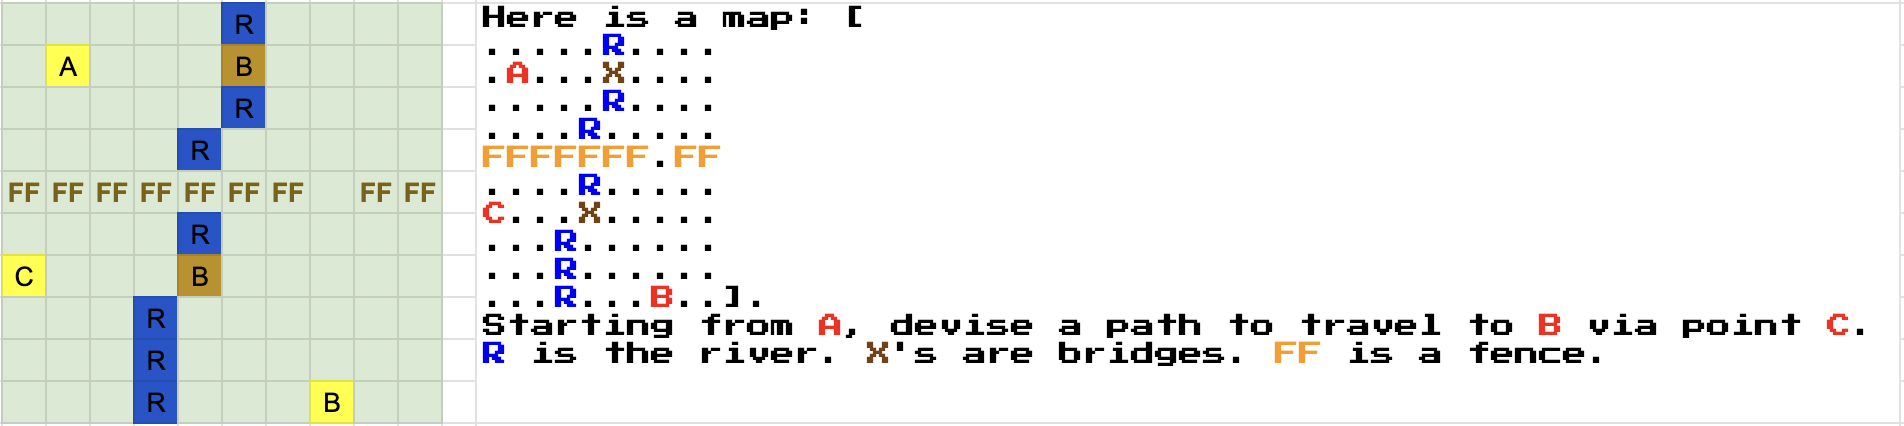 R
A B
R
R
FF FF FF FF FF FF FF FF FF
R
C B
R
R
R B
Here is a map: [
.....R....
.A...X....
.....R....
....R.....
FFFFFFF.FF
....R.....
C...X.....
...R......
...R......
...R...B..].
Starting from A, devise a path to travel to B via point C.
R is the river. X's are bridges. FF is a fence.